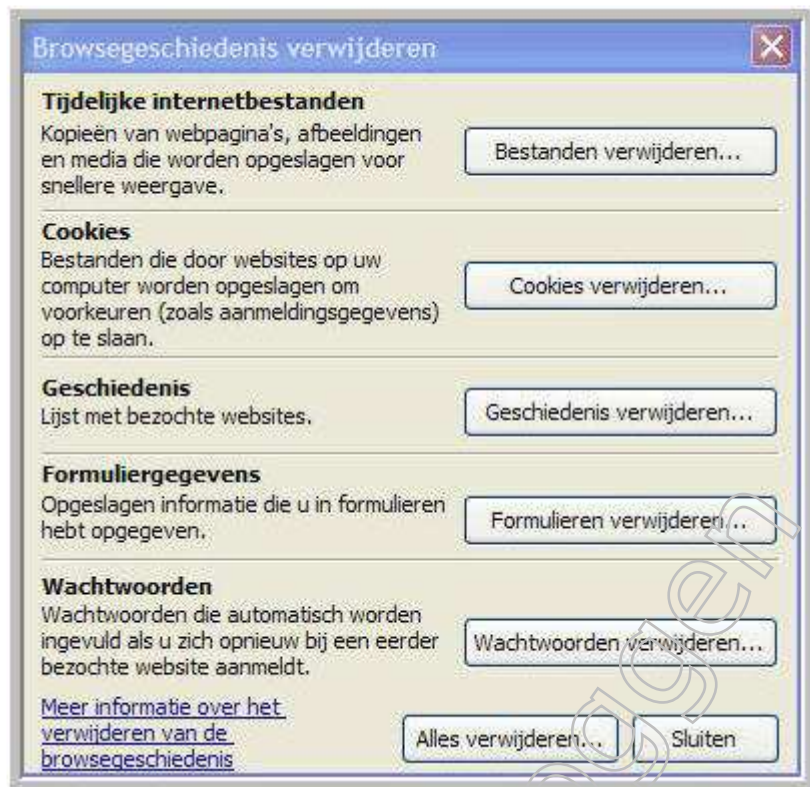 Browsegeschiedenis verwijderen
Tijdelijke internetbestanden
Kopieën van webpagina's, afbeeldingen
en media die worden opgeslagen voor
snellere weergave.
Bestanden verwijderen...
Cookies
Bestanden die door websites op uw
computer worden opgeslagen om
voorkeuren (zoals aanmeldingsgegevens)
op te slaan.
Cookies verwijderen...
Geschiedenis
Lijst met bezochte websites.
Geschiedenis verwijderen...
Formuliergegevens
Opgeslagen informatie die u in formulieren
hebt opgegeven.
Formulieren verwijderen...
Wachtwoorden
Wachtwoorden die automatisch worden
ingevuld als u zich opnieuw bij een eerder
bezochte website aanmeldt.
Wachtwoorden verwijderen...
Meer informatie over het
verwijderen van de
browsegeschiedenis
Alles verwijderen...
Sluiten